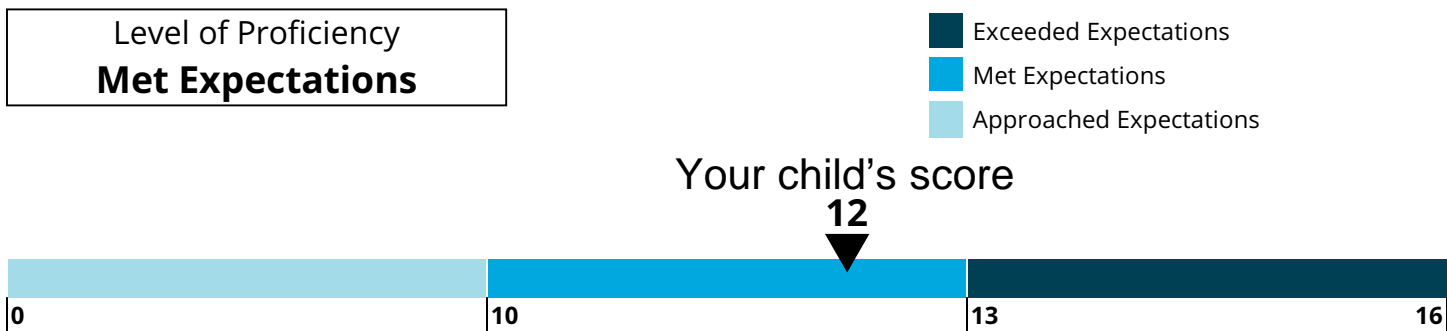 Level of Proficiency
Met Expectations
Exceeded Expectations
Met Expectations
Approached Expectations
Your child's score
12
0 10 13 16